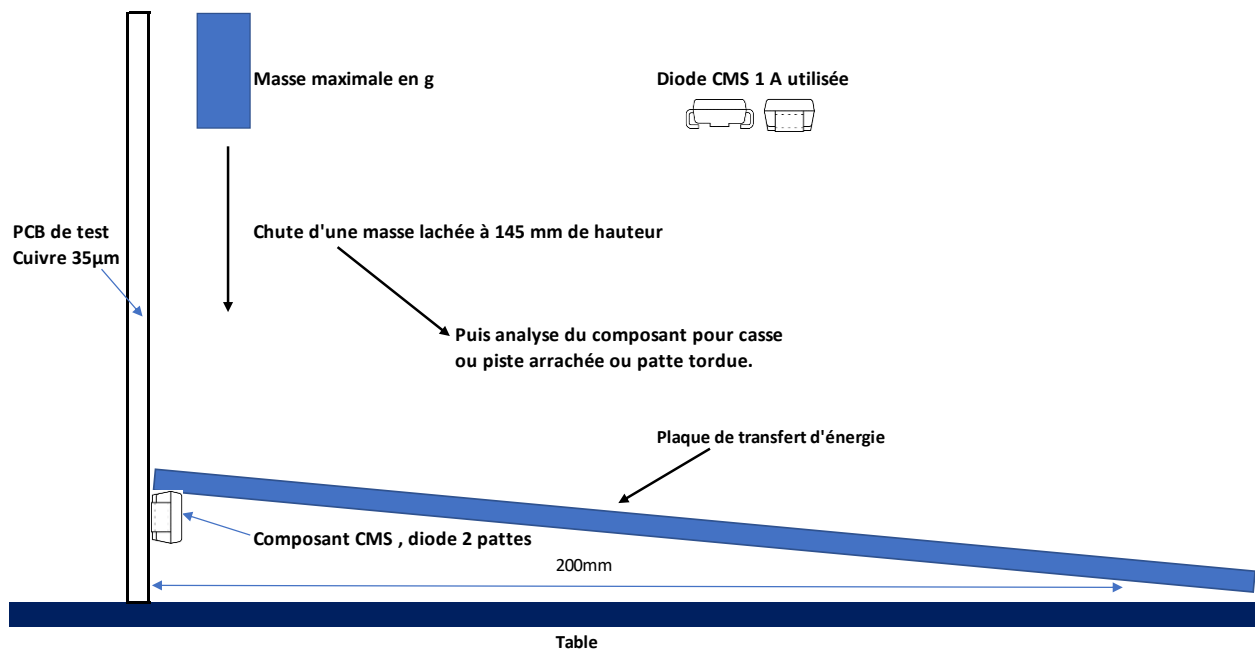 Masse maximale en g
Diode CMS 1 A utilisée
PCB de test
Cuivre 35µm
Chute d'une masse lachée à 145 mm de hauteur
Puis analyse du composant pour casse
ou piste arrachée ou patte tordue.
Plaque de transfert d'énergie
Composant CMS , diode 2 pattes
200mm
Table